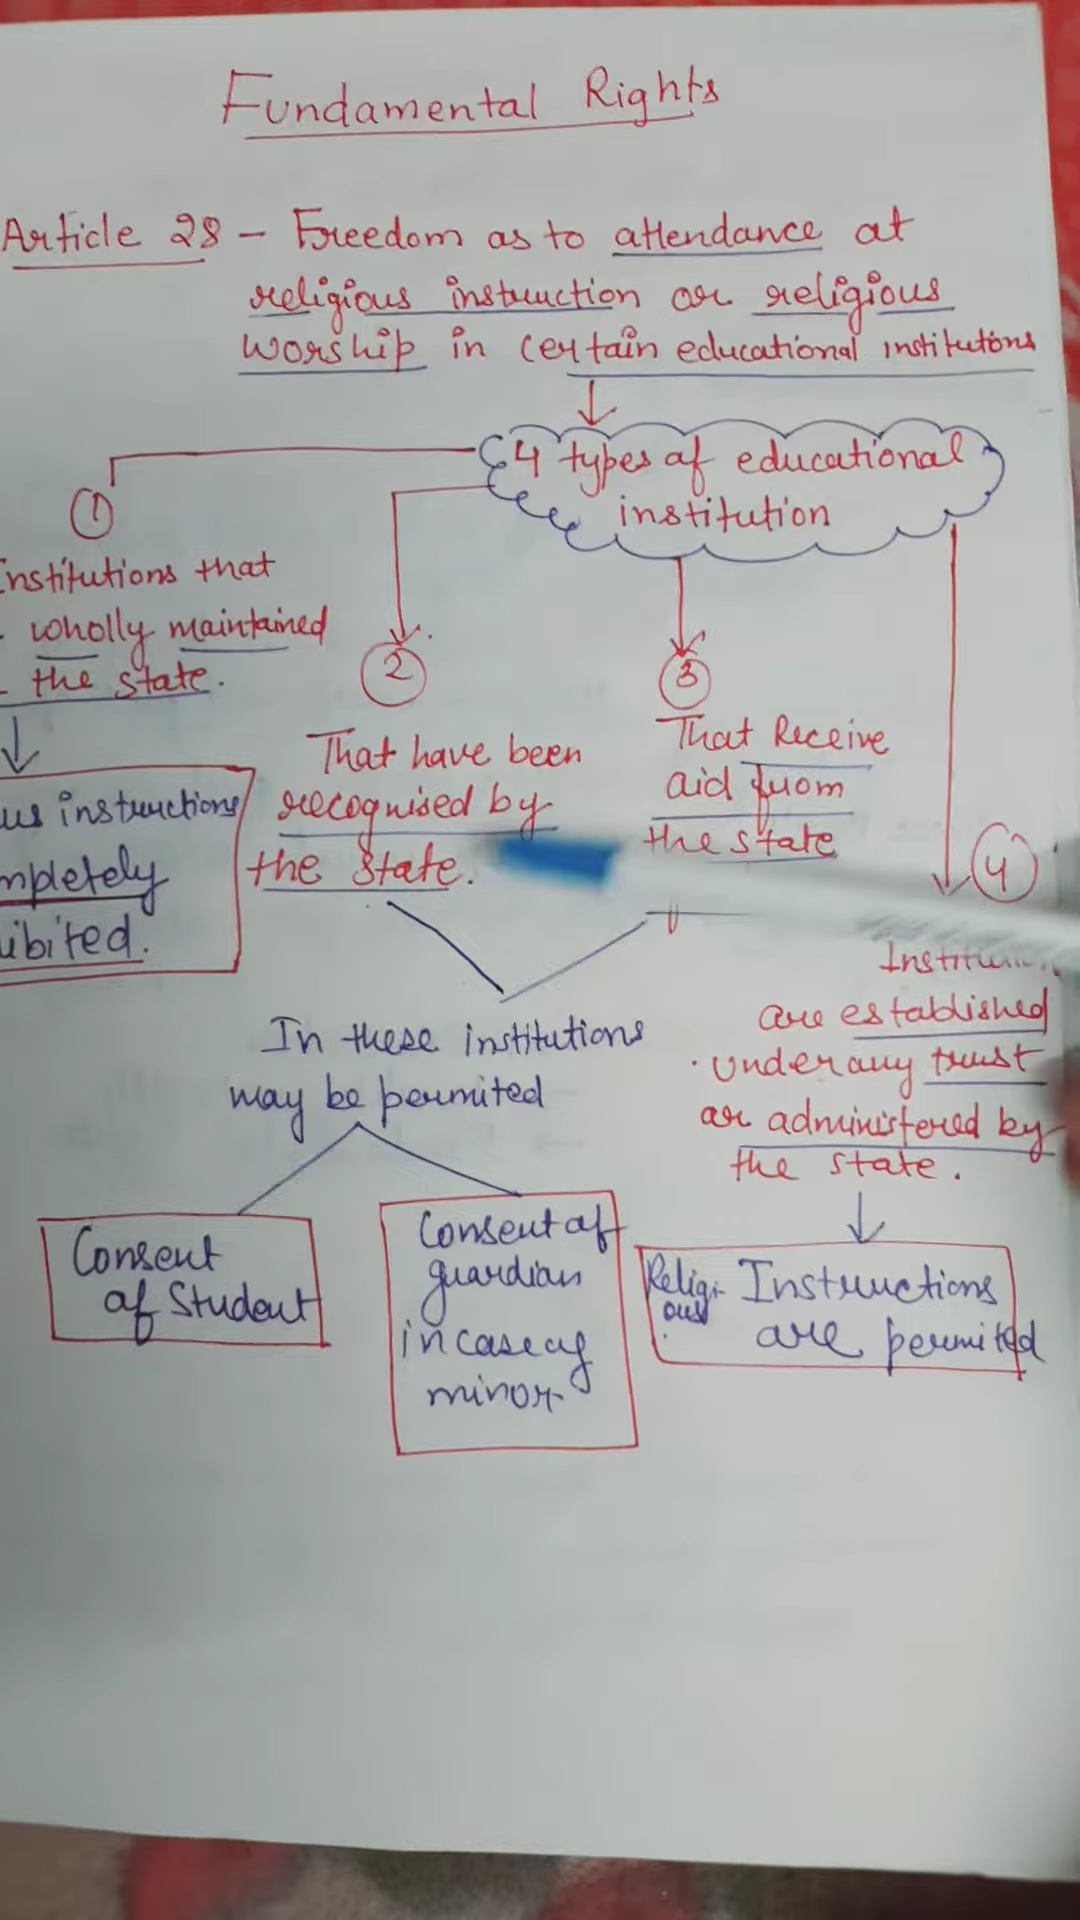 Fundamental Rights
Article 28 - Freedom as to attendance at
religious instruction or religious
worship in certain educational institutions
4 types of educational
institution
1
Institutions that
wholly maintained
the state.
us instructions
mpletely
ibited.
2
That have been
recognised by
the state.
3
That Receive
aid from
the state
4
are established
under any trust
or administered by
the state.
In these institutions
may be permited
Consent
of Student
Consent of
guardian
in case of
minor
Religi- Instructions
ous are permited